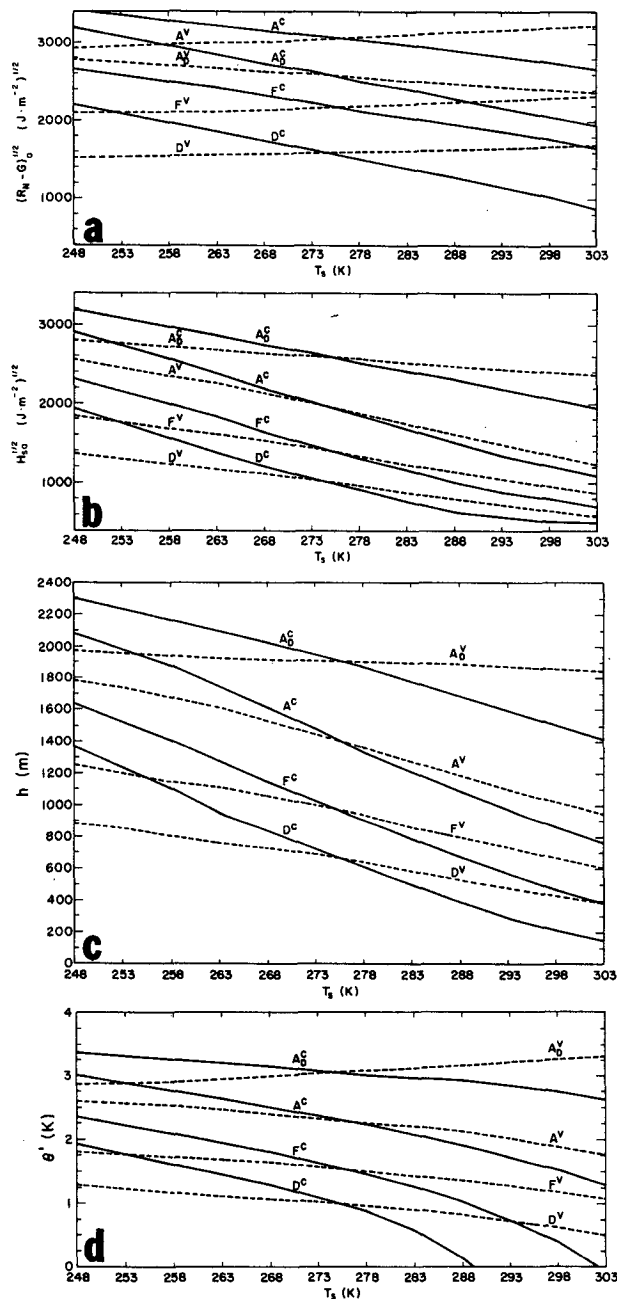 3000
2000
1000
(R_N - G)_a^{1/2} (J·m^{-2})^{1/2}
A^V
A_D^V
A^C
A_D^C
F^V
F^C
D^V
D^C
a
248 253 258 263 268 273 278 283 288 293 298 303
T_s (K)
3000
2000
1000
H_{sa}^{1/2} (J·m^{-2})^{1/2}
A_D^C
A_D^C
A^V
A^C
F^V
F^C
D^V
D^C
b
248 253 258 263 268 273 278 283 288 293 298 303
T_s (K)
2400
2200
2000
1800
1600
1400
1200
1000
800
600
400
200
0
h (m)
A_D^C
A_D^V
A^C
A^V
F^C
F^V
D^C
D^V
c
248 253 258 263 268 273 278 283 288 293 298 303
T_s (K)
4
3
2
1
0
θ' (K)
A_D^V
A_D^C
A^C
A^V
F^C
F^V
D^C
D^V
d
248 253 258 263 268 273 278 283 288 293 298 303
T_s (K)